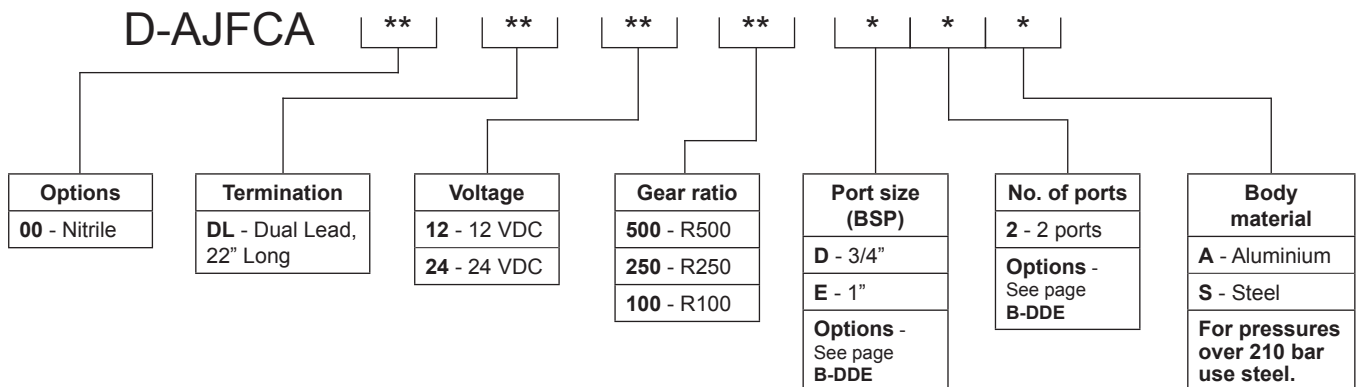 D-AJFCA ** ** ** ** * * *
Options
00 - Nitrile
Termination
DL - Dual Lead,
22” Long
Voltage
12 - 12 VDC
24 - 24 VDC
Gear ratio
500 - R500
250 - R250
100 - R100
Port size
(BSP)
D - 3/4”
E - 1”
Options -
See page
B-DDE
No. of ports
2 - 2 ports
Options -
See page
B-DDE
Body
material
A - Aluminium
S - Steel
For pressures
over 210 bar
use steel.